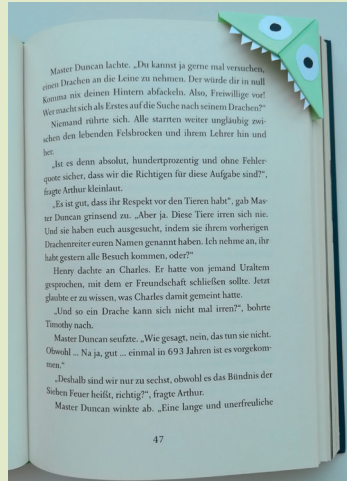 Master Duncan lachte. „Du kannst ja gerne mal versuchen,
einen Drachen an die Leine zu nehmen. Der würde dir in null
Komma nix deinen Hintern abfackeln. Also, Freiwillige vor!
Wer macht sich als Erstes auf die Suche nach seinem Drachen?“
Niemand rührte sich. Alle starrten weiter ungläubig zwi-
schen den lebenden Felsbrocken und ihrem Lehrer hin und
her.
„Ist es denn absolut, hundertprozentig und ohne Fehler-
quote sicher, dass wir die Richtigen für diese Aufgabe sind?“,
fragte Arthur kleinlaut.
„Es ist gut, dass ihr Respekt vor den Tieren habt“, gab Mas-
ter Duncan grinsend zu. „Aber ja. Diese Tiere irren sich nie.
Und sie haben euch ausgesucht, indem sie ihrem vorherigen
Drachenreiter euren Namen genannt haben. Ich nehme an, ihr
habt gestern alle Besuch bekommen, oder?“
Henry dachte an Charles. Er hatte von jemand Uraltem
gesprochen, mit dem er Freundschaft schließen sollte. Jetzt
glaubte er zu wissen, was Charles damit gemeint hatte.
„Und so ein Drache kann sich nicht mal irren?“, bohrte
Timothy nach.
Master Duncan seufzte. „Wie gesagt, nein, das tun sie nicht.
Obwohl ... Na ja, gut ... einmal in 693 Jahren ist es vorgekom-
men.“
„Deshalb sind wir nur zu sechst, obwohl es das Bündnis der
Sieben Feuer heißt, richtig?“, fragte Arthur.
Master Duncan winkte ab. „Eine lange und unerfreuliche
47